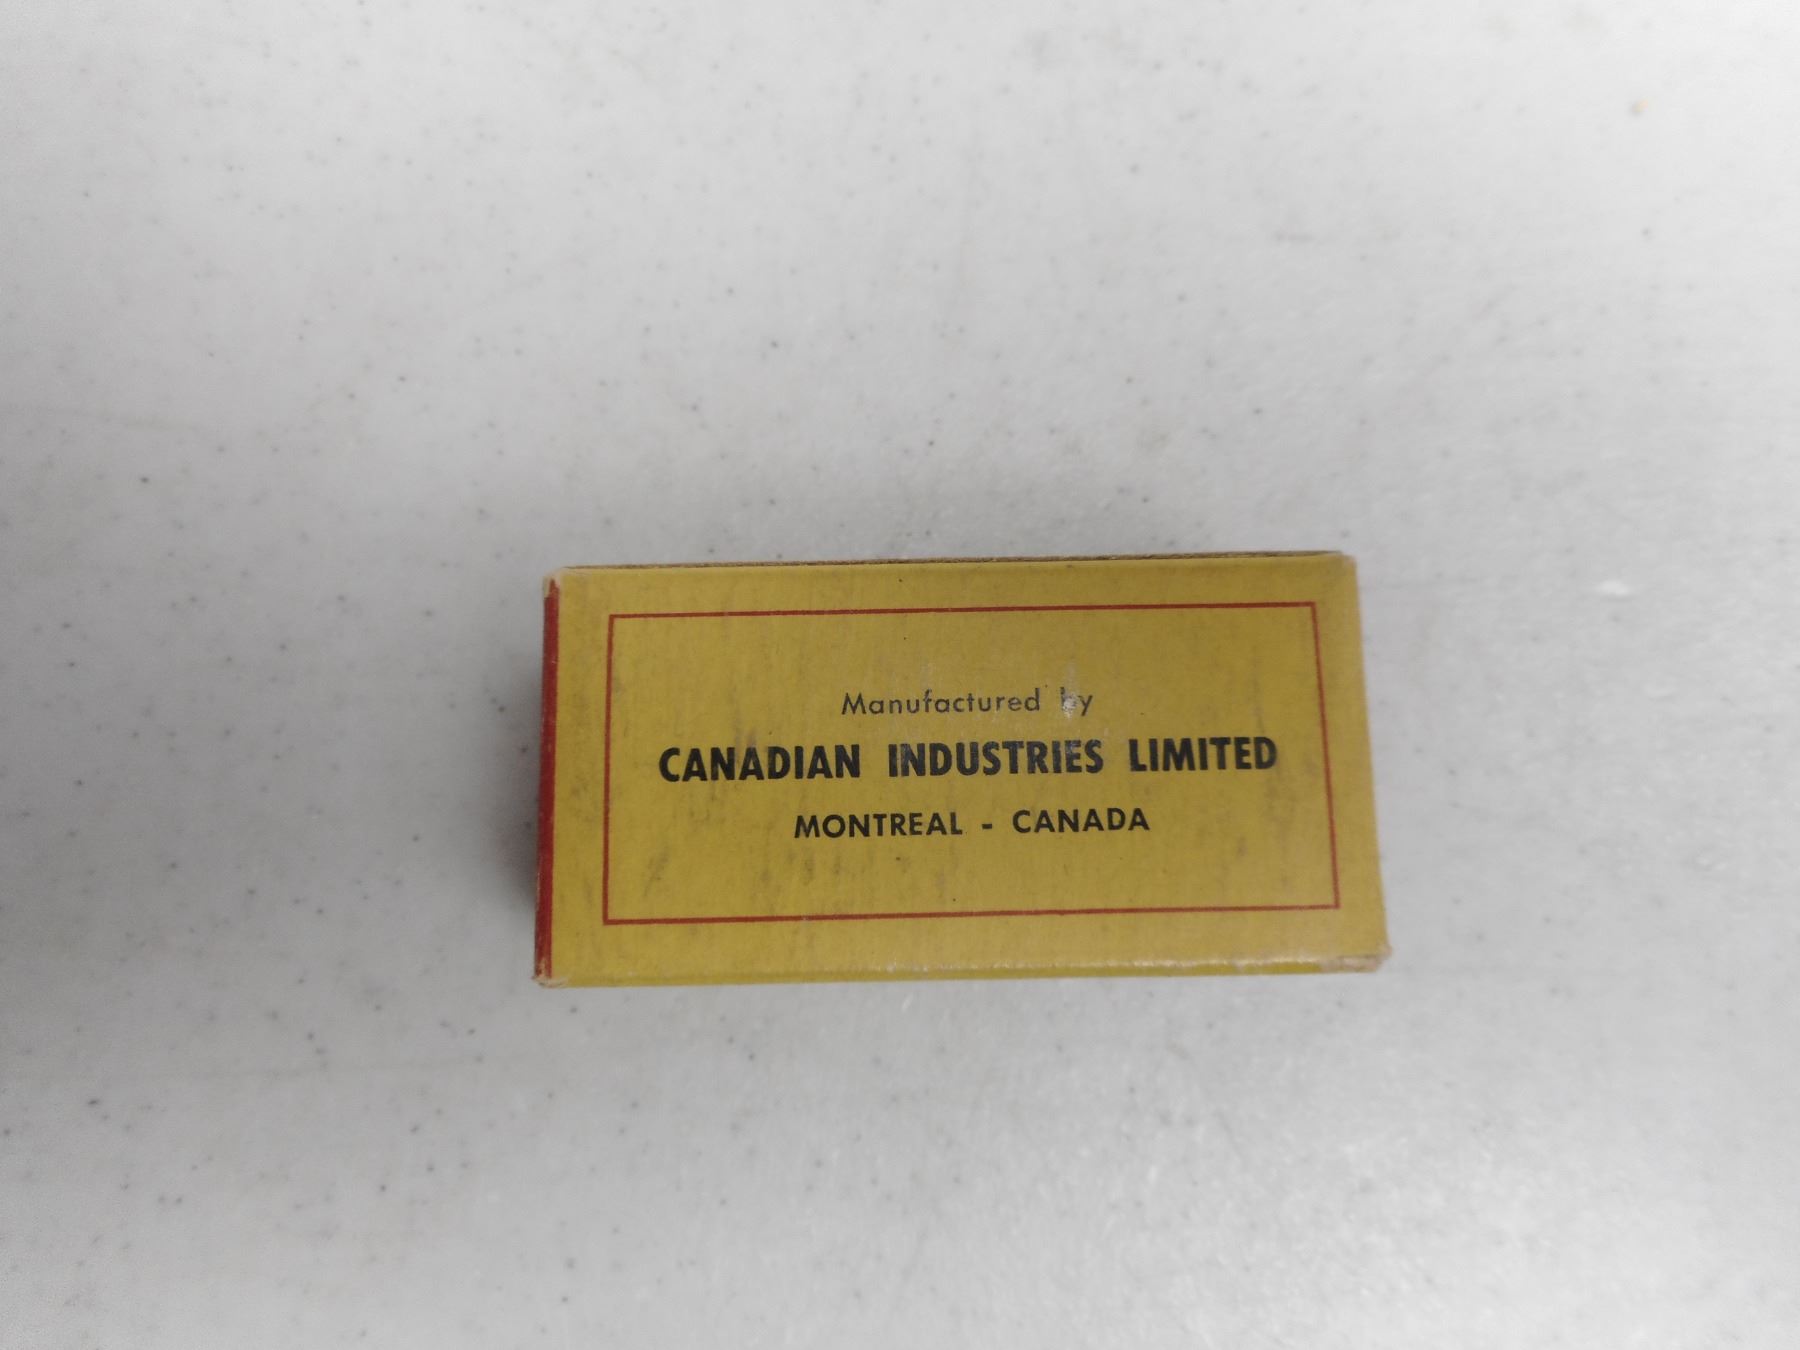 Manufactured by
CANADIAN INDUSTRIES LIMITED
MONTREAL - CANADA